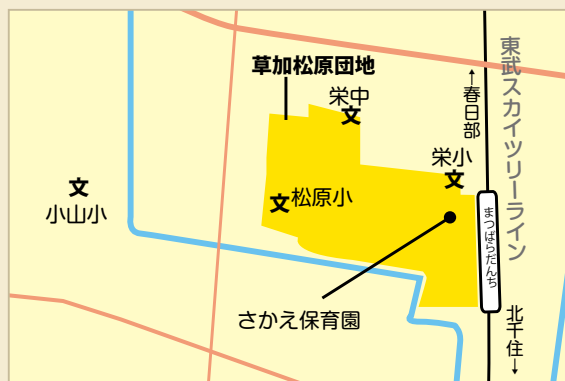 草加松原団地
栄中
文
東武スカイツリーライン
↑春日部
栄小
文
文
小山小
文松原小
まつばらだんち
さかえ保育園
北千住↓